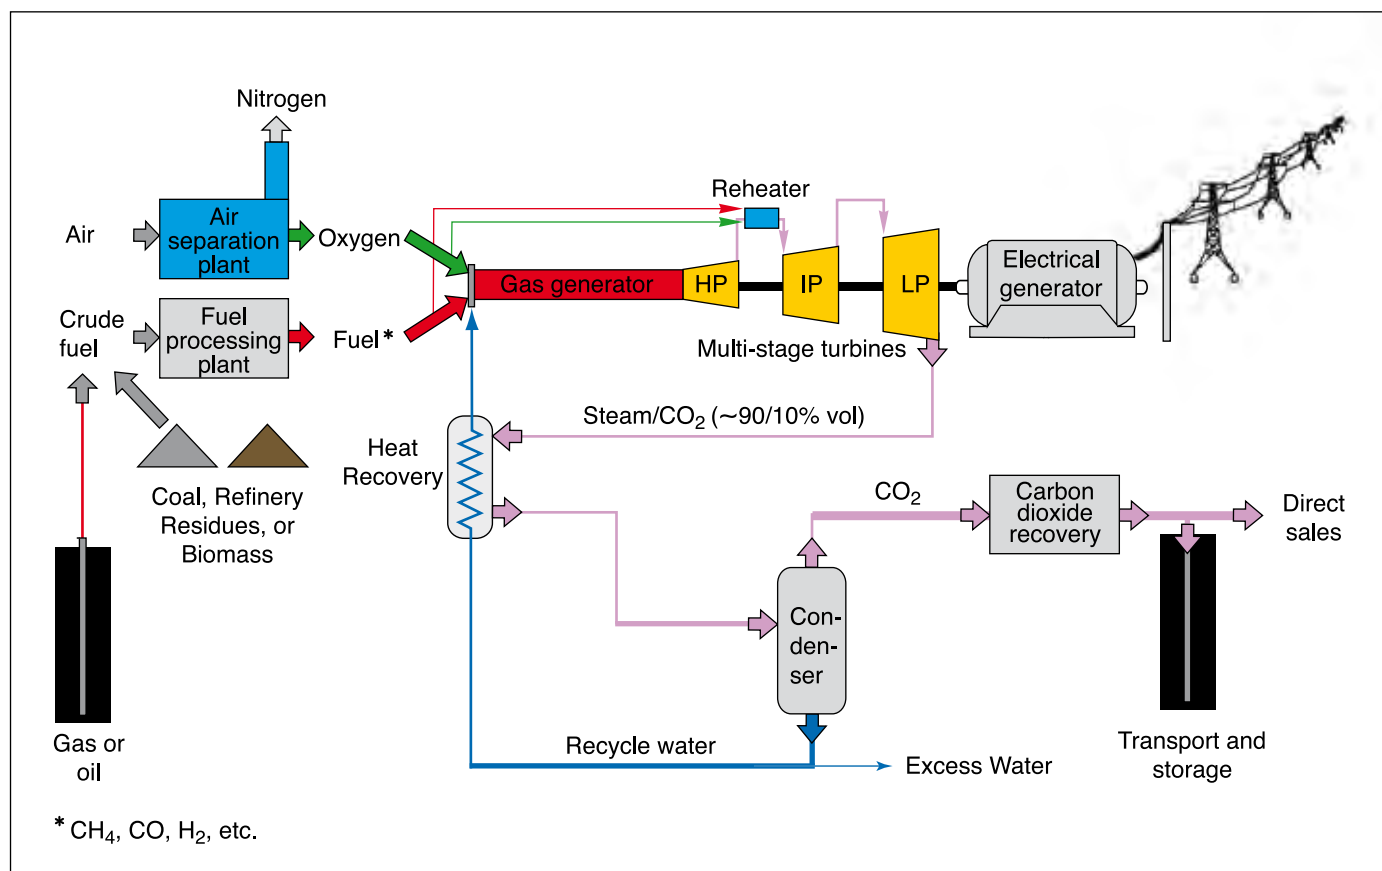 Nitrogen
Air
Air
separation
plant
Oxygen
Crude
fuel
Fuel
processing
plant
Fuel*
Reheater
Gas generator
HP
IP
LP
Electrical
generator
Multi-stage turbines
Steam/CO₂ (~90/10% vol)
Heat
Recovery
Coal, Refinery
Residues, or
Biomass
Gas or
oil
CO₂
Carbon
dioxide
recovery
Direct
sales
Con-
den-
ser
Recycle water
Excess Water
Transport and
storage
* CH₄, CO, H₂, etc.